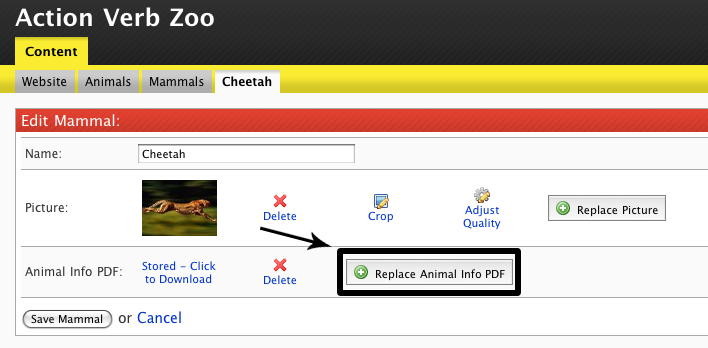 Action Verb Zoo
Content
Website Animals Mammals Cheetah
Edit Mammal:
Name: Cheetah
Picture: Delete Crop Adjust Quality Replace Picture
Animal Info PDF: Stored - Click to Download Delete Replace Animal Info PDF
Save Mammal or Cancel